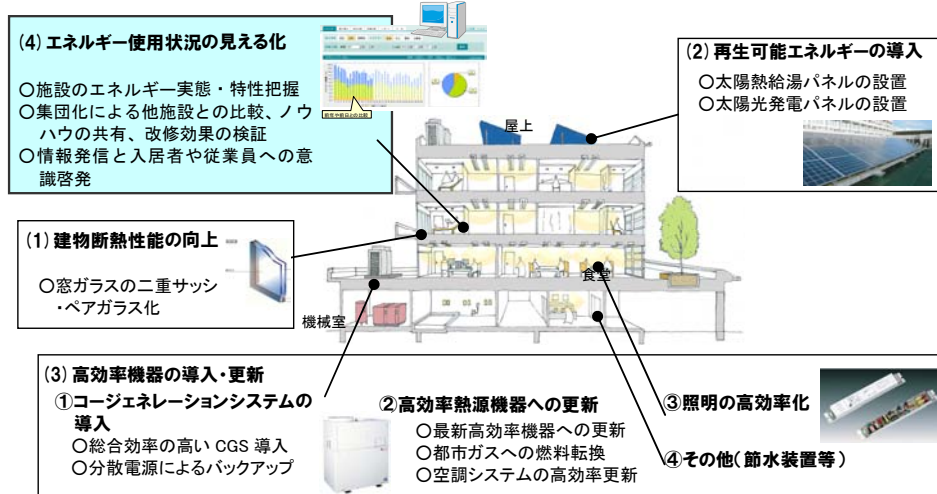 (4) エネルギー使用状況の見える化
○施設のエネルギー実態・特性把握
○集団化による他施設との比較、ノウ
ハウの共有、改修効果の検証
○情報発信と入居者や従業員への意
識啓発
(2) 再生可能エネルギーの導入
○太陽熱給湯パネルの設置
○太陽光発電パネルの設置
屋上
(1) 建物断熱性能の向上
○窓ガラスの二重サッシ
・ペアガラス化
食堂
機械室
(3) 高効率機器の導入・更新
①コージェネレーションシステムの
導入
○総合効率の高い CGS 導入
○分散電源によるバックアップ
②高効率熱源機器への更新
○最新高効率機器への更新
○都市ガスへの燃料転換
○空調システムの高効率更新
③照明の高効率化
④その他(節水装置等)